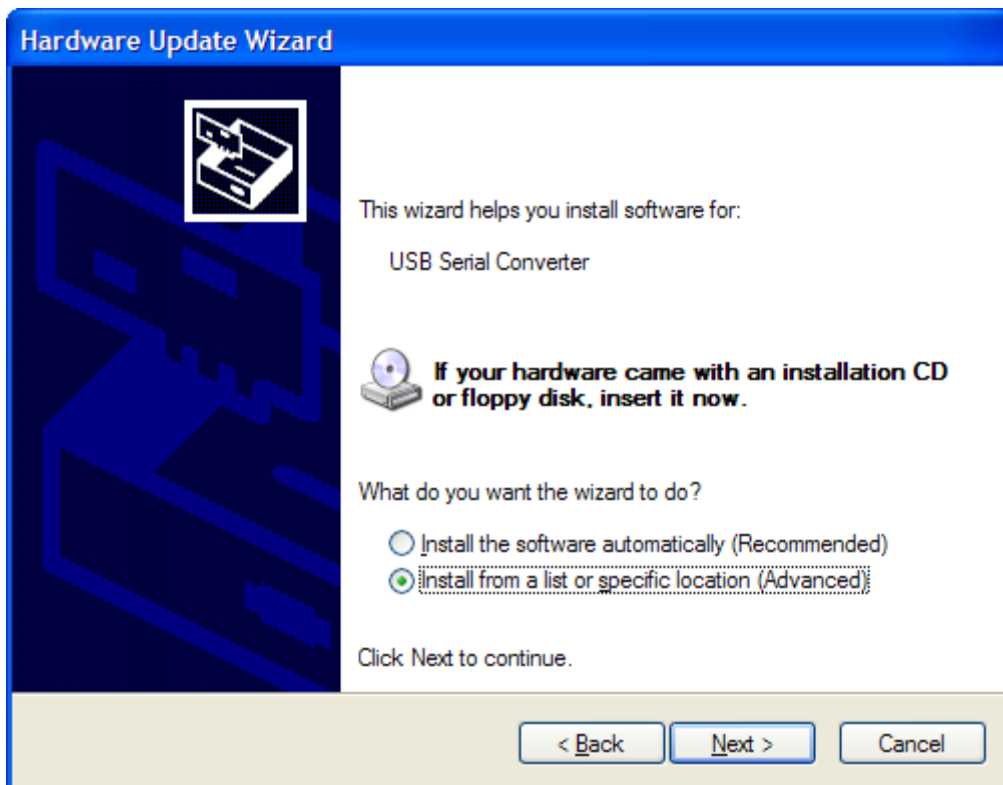 Hardware Update Wizard
This wizard helps you install software for:
USB Serial Converter
If your hardware came with an installation CD
or floppy disk, insert it now.
What do you want the wizard to do?
Install the software automatically (Recommended)
Install from a list or specific location (Advanced)
Click Next to continue.
< Back
Next >
Cancel